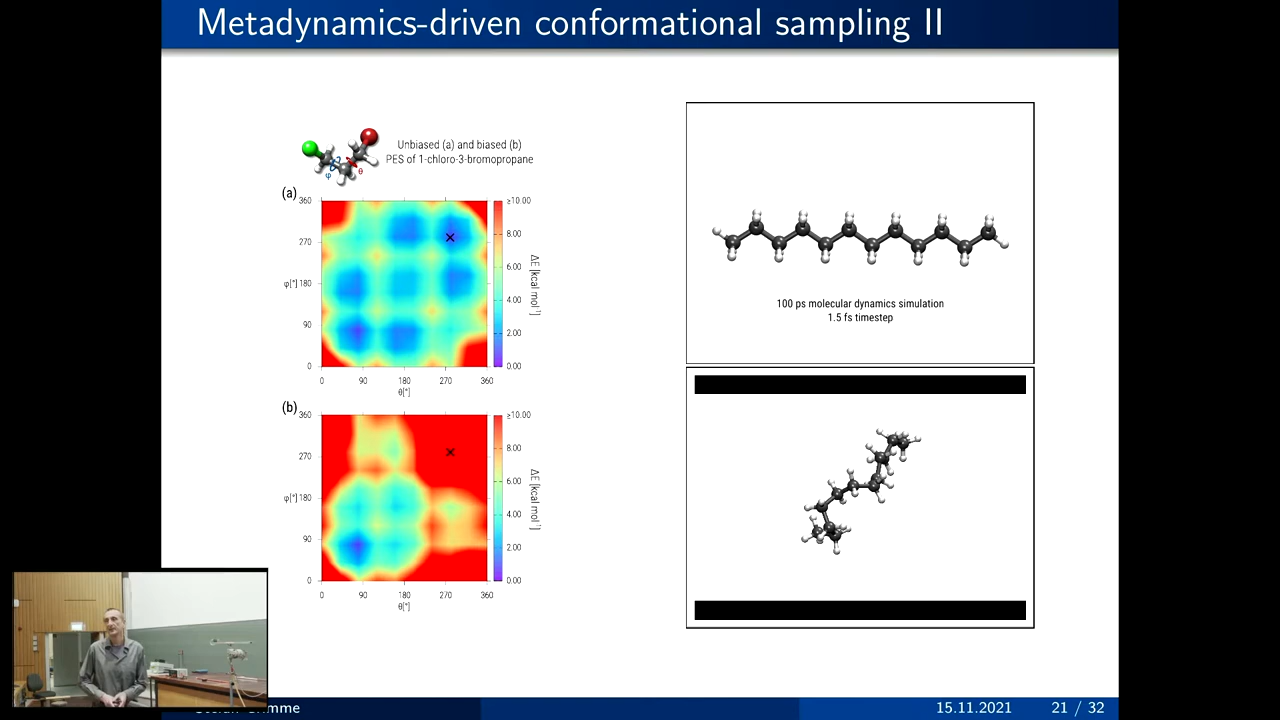 Metadynamics-driven conformational sampling II
Unbiased (a) and biased (b)
PES of 1-chloro-3-bromopropane
φ
θ
(a)
360
270
φ[°] 180
90
0
0 90 180 270 360
θ[°]
≥10.00
8.00
6.00
4.00
2.00
0.00
ΔE [kcal mol⁻¹]
(b)
360
270
φ[°] 180
90
0
0 90 180 270 360
θ[°]
≥10.00
8.00
6.00
4.00
2.00
0.00
ΔE [kcal mol⁻¹]
100 ps molecular dynamics simulation
1.5 fs timestep
15.11.2021 21 / 32